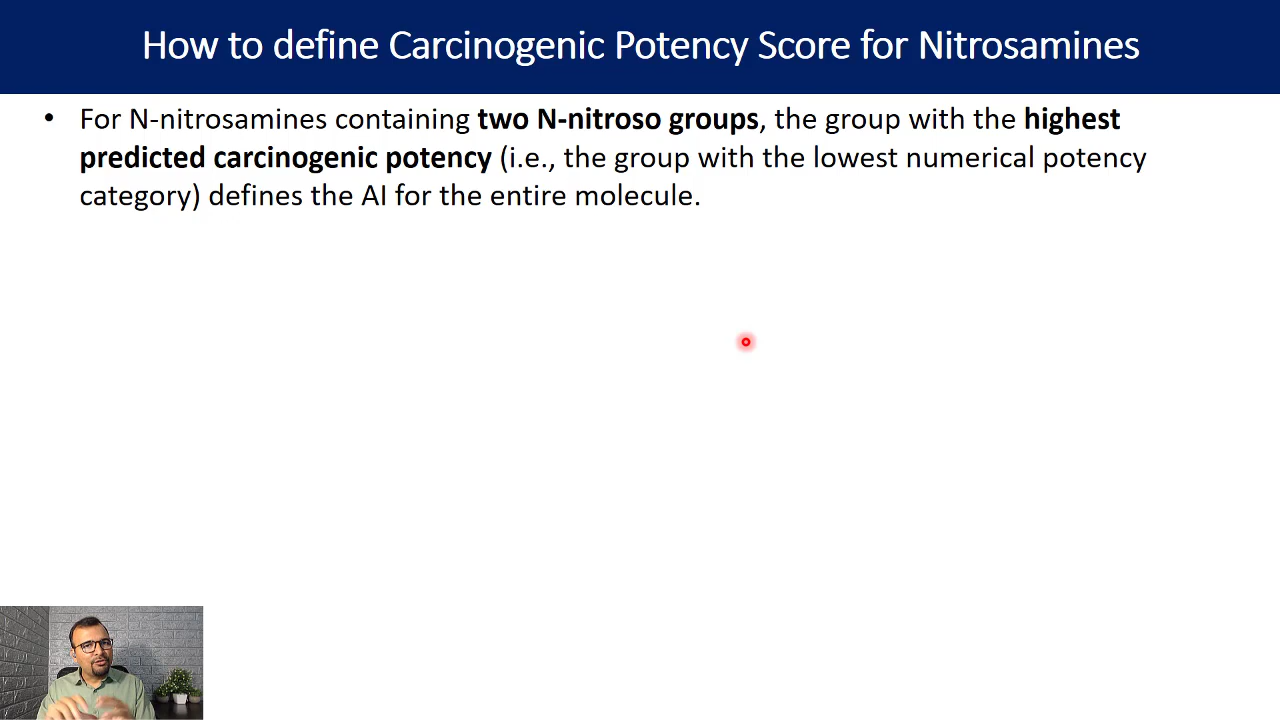 How to define Carcinogenic Potency Score for Nitrosamines
• For N-nitrosamines containing two N-nitroso groups, the group with the highest
predicted carcinogenic potency (i.e., the group with the lowest numerical potency
category) defines the AI for the entire molecule.